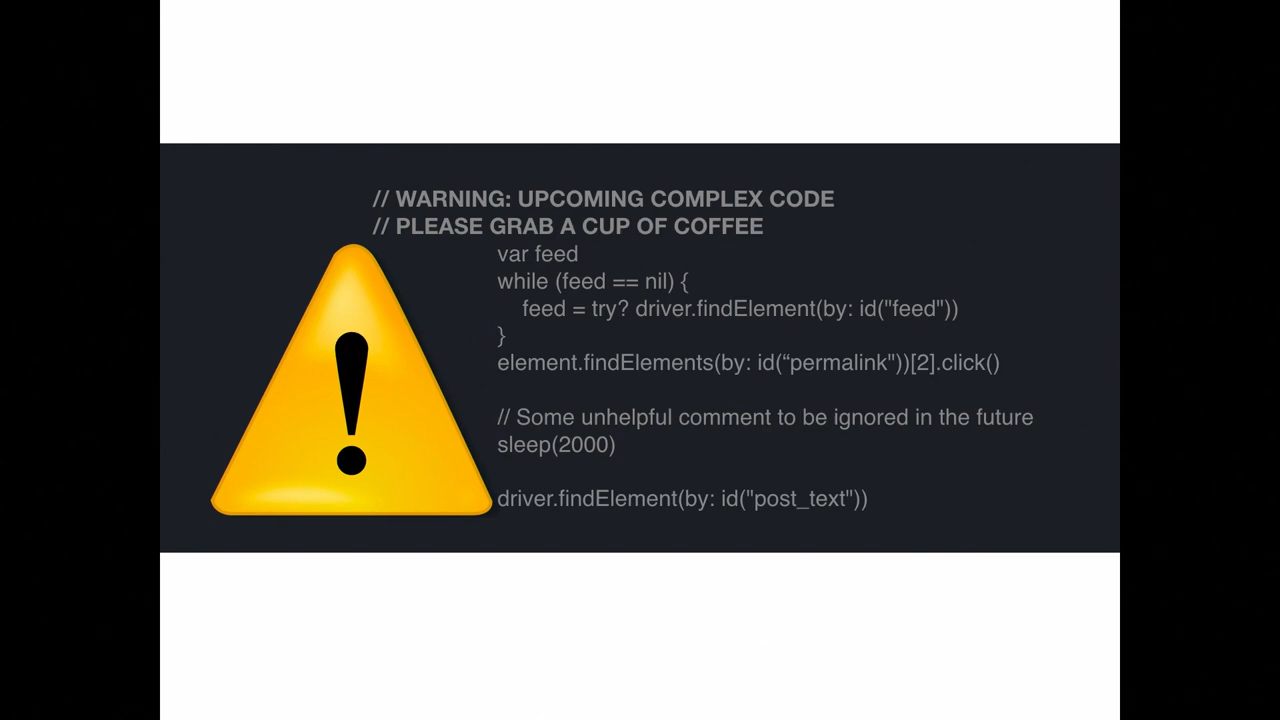 // WARNING: UPCOMING COMPLEX CODE
// PLEASE GRAB A CUP OF COFFEE
var feed
while (feed == nil) {
feed = try? driver.findElement(by: id("feed"))
}
element.findElements(by: id(“permalink"))[2].click()
// Some unhelpful comment to be ignored in the future
sleep(2000)
driver.findElement(by: id("post_text"))